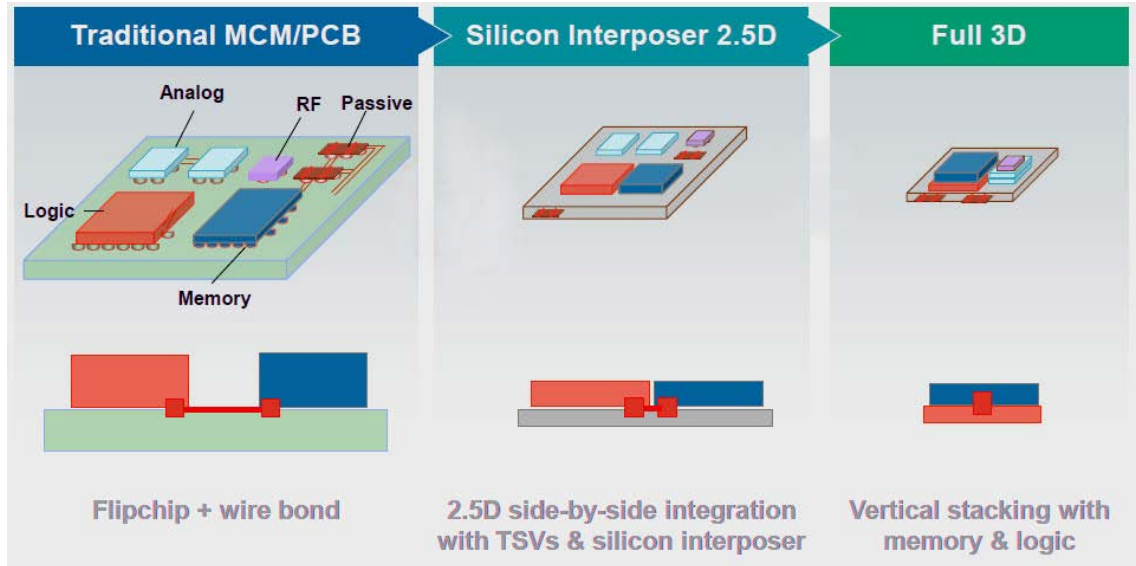 Traditional MCM/PCB
Silicon Interposer 2.5D
Full 3D
Analog
RF
Passive
Logic
Memory
Flipchip + wire bond
2.5D side-by-side integration
with TSVs & silicon interposer
Vertical stacking with
memory & logic